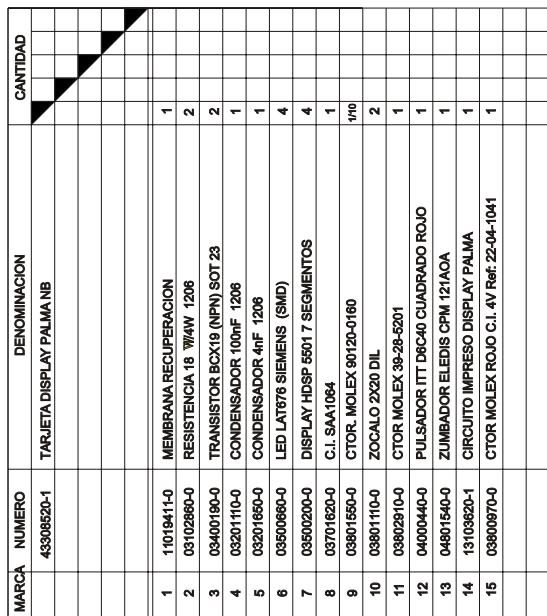 MARCA NUMERO DENOMINACION CANTIDAD
43308520-1 TARJETA DISPLAY PALMA NB
1 11019411-0 MEMBRANA RECUPERACION 1
2 03102860-0 RESISTENCIA 18 W/4W 1206 2
3 03400190-0 TRANSISTOR BCX19 (NPN) SOT 23 2
4 03201110-0 CONDENSADOR 100nF 1206 1
5 03201650-0 CONDENSADOR 4nF 1206 1
6 03500660-0 LED LAT676 SIEMENS (SMD) 4
7 03500200-0 DISPLAY HDSP 5501 7 SEGMENTOS 4
8 03701620-0 C.I. SAA1064 1
9 03801550-0 CTOR. MOLEX 90120-0160 1/10
10 03801110-0 ZOCALO 2X20 DIL 2
11 03802910-0 CTOR MOLEX 39-28-5201 1
12 04000440-0 PULSADOR ITT D6C40 CUADRADO ROJO 1
13 04801540-0 ZUMBADOR ELEDIS CPM 121AOA 1
14 13103620-1 CIRCUITO IMPRESO DISPLAY PALMA 1
15 03800970-0 CTOR MOLEX ROJO C.I. 4V Ref: 22-04-1041 1